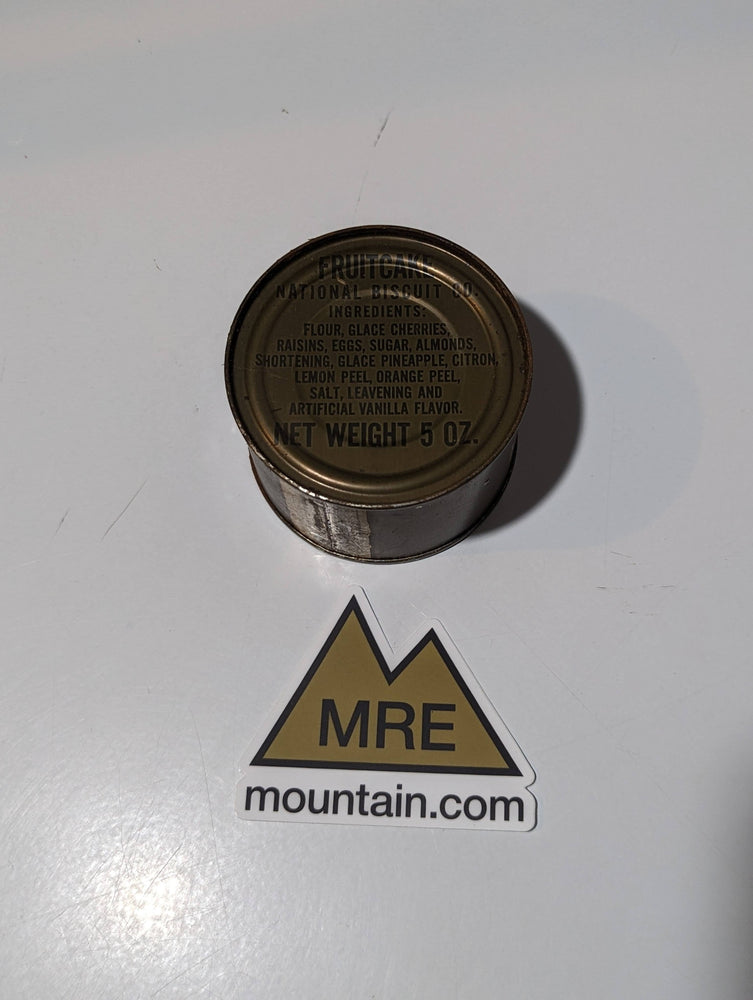 FRUITCAKE
NATIONAL BISCUIT CO.
INGREDIENTS:
FLOUR, GLACE CHERRIES,
RAISINS, EGGS, SUGAR, ALMONDS,
SHORTENING, GLACE PINEAPPLE, CITRON,
LEMON PEEL, ORANGE PEEL,
SALT, LEAVENING AND
ARTIFICIAL VANILLA FLAVOR.
NET WEIGHT 5 OZ.
MRE
mountain.com